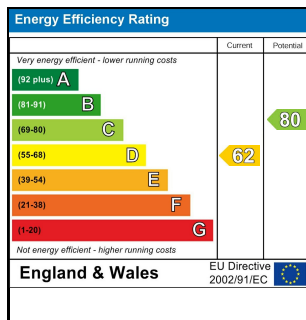 Energy Efficiency Rating
Current Potential
Very energy efficient - lower running costs
(92 plus) A
(81-91) B
(69-80) C
(55-68) D
(39-54) E
(21-38) F
(1-20) G
62
80
Not energy efficient - higher running costs
England & Wales
EU Directive
2002/91/EC